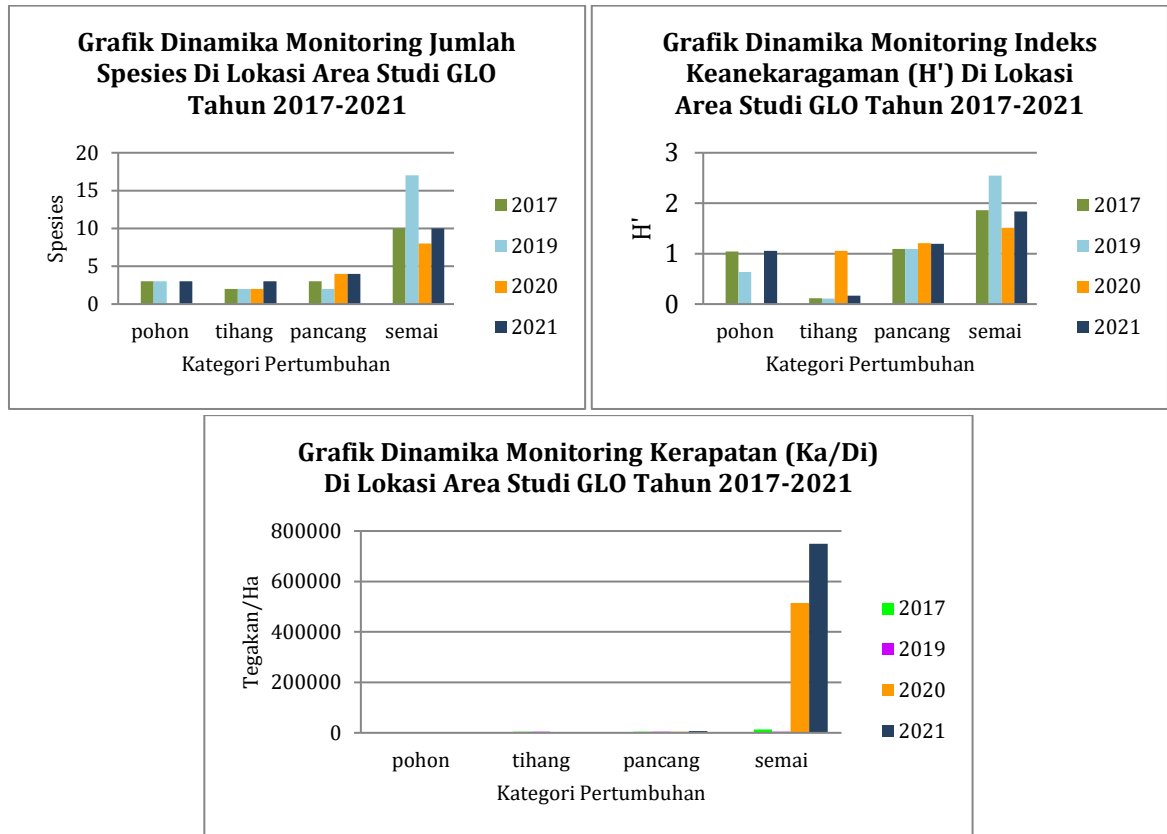 Grafik Dinamika Monitoring Jumlah
Spesies Di Lokasi Area Studi GLO
Tahun 2017-2021
20
15
10
5
0
Spesies
pohon tihang pancang semai
Kategori Pertumbuhan
2017
2019
2020
2021
Grafik Dinamika Monitoring Indeks
Keanekaragaman (H') Di Lokasi
Area Studi GLO Tahun 2017-2021
3
2
1
0
H'
pohon tihang pancang semai
Kategori Pertumbuhan
2017
2019
2020
2021
Grafik Dinamika Monitoring Kerapatan (Ka/Di)
Di Lokasi Area Studi GLO Tahun 2017-2021
800000
600000
400000
200000
0
Tegakan/Ha
pohon tihang pancang semai
Kategori Pertumbuhan
2017
2019
2020
2021